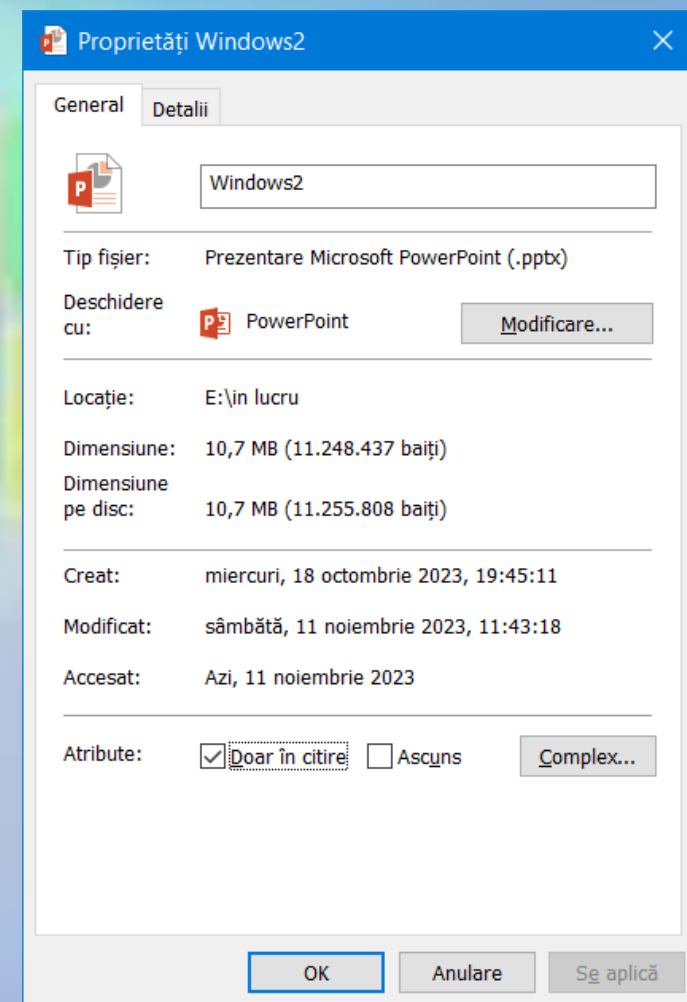 Proprietăți Windows2
General Detalii
Windows2
Tip fișier: Prezentare Microsoft PowerPoint (.pptx)
Deschidere
cu: PowerPoint Modificare...
Locație: E:\in lucru
Dimensiune: 10,7 MB (11.248.437 baiți)
Dimensiune
pe disc: 10,7 MB (11.255.808 baiți)
Creat: miercuri, 18 octombrie 2023, 19:45:11
Modificat: sâmbătă, 11 noiembrie 2023, 11:43:18
Accesat: Azi, 11 noiembrie 2023
Atribute: Doar în citire Ascuns Complex...
OK Anulare Se aplică